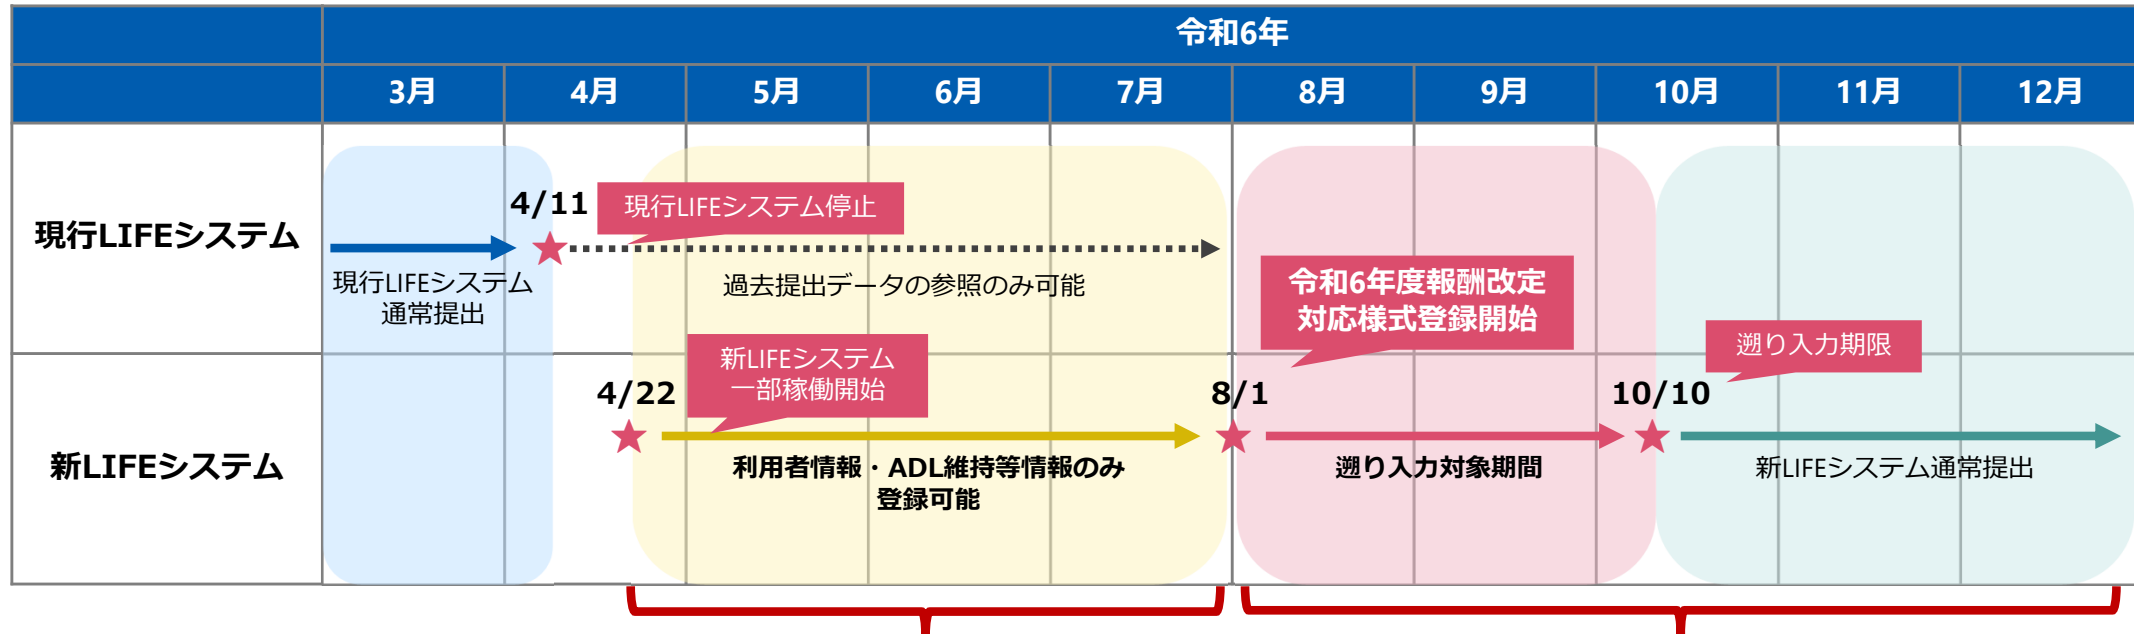 令和6年
3月
4月
5月
6月
7月
8月
9月
10月
11月
12月
現行LIFEシステム
4/11
現行LIFEシステム停止
現行LIFEシステム
通常提出
過去提出データの参照のみ可能
令和6年度報酬改定
対応様式登録開始
遡り入力期限
新LIFEシステム
4/22
新LIFEシステム
一部稼働開始
8/1
10/10
利用者情報・ADL維持等情報のみ
登録可能
遡り入力対象期間
新LIFEシステム通常提出